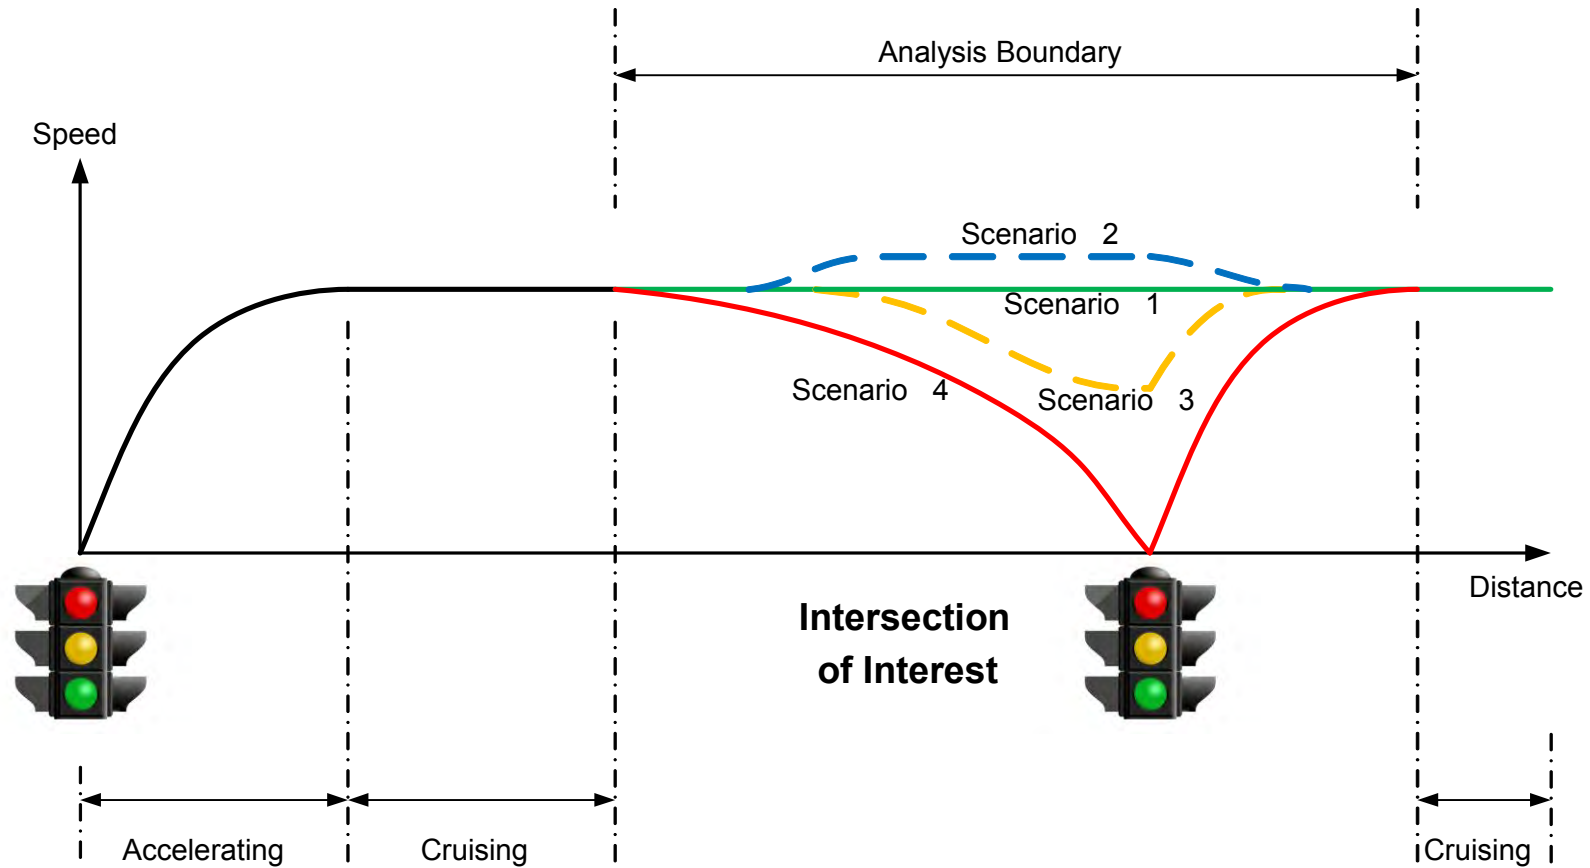 Analysis Boundary
Speed
Scenario 2
Scenario 1
Scenario 4
Scenario 3
Distance
Intersection
of Interest
Accelerating
Cruising
Cruising